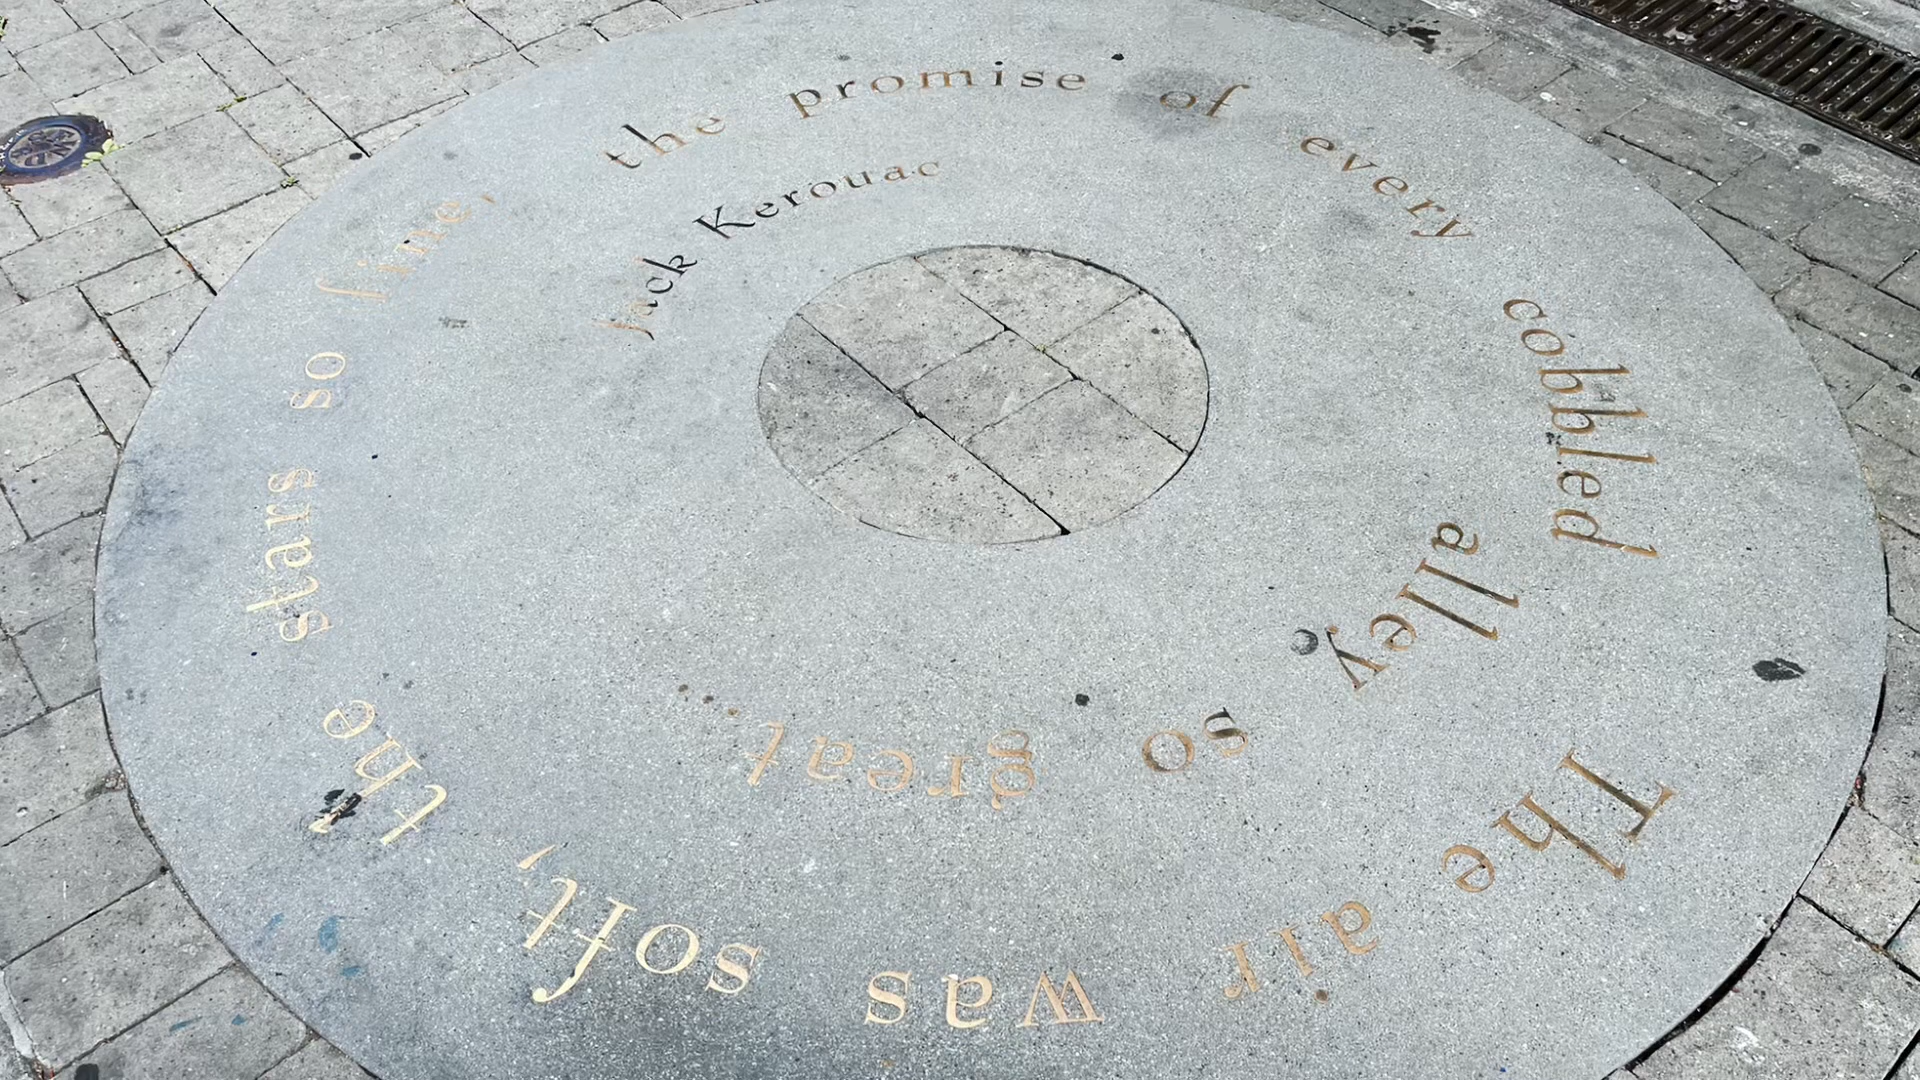 The air was soft, the stars so fine, the promise of every cobbled alley so great...
Jack Kerouac